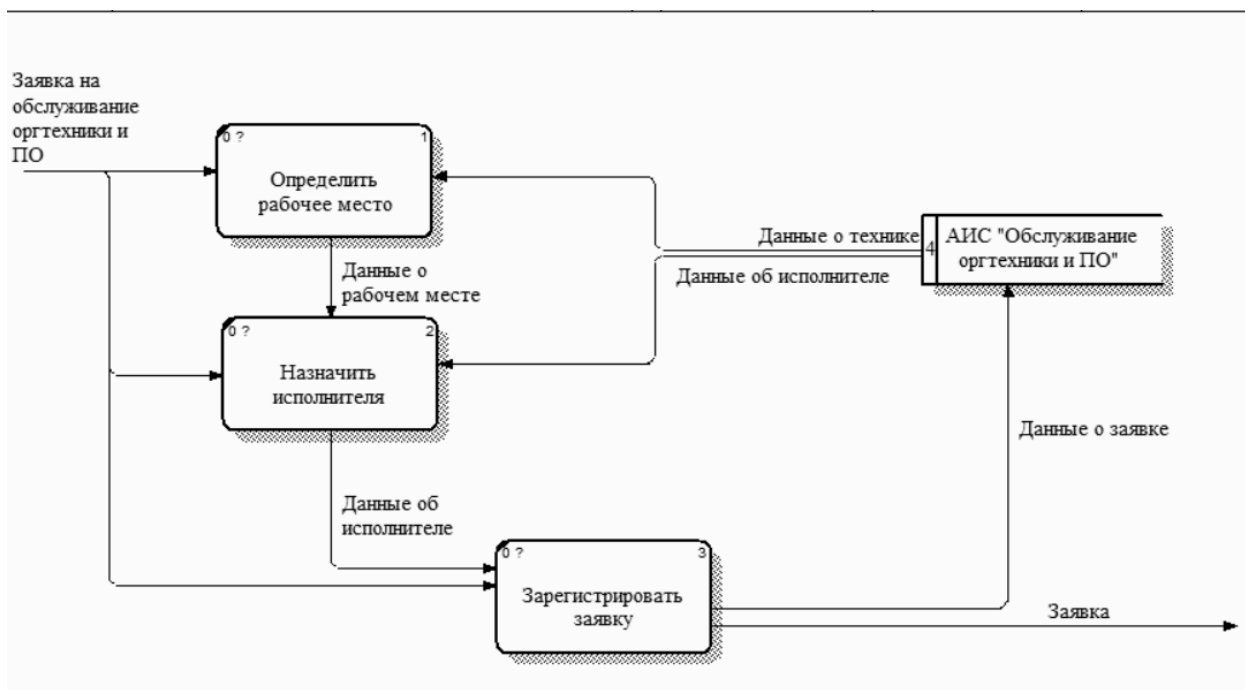 Заявка на
обслуживание
оргтехники и
ПО
0 ?
1
Определить
рабочее место
Данные о
рабочем месте
Данные о технике
Данные об исполнителе
4
АИС "Обслуживание
оргтехники и ПО"
0 ?
2
Назначить
исполнителя
Данные о заявке
Данные об
исполнителе
0 ?
3
Зарегистрировать
заявку
Заявка